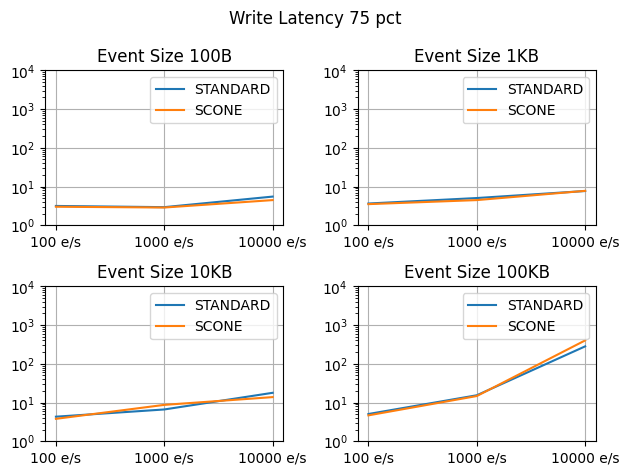 Write Latency 75 pct
Event Size 100B
Event Size 1KB
10^4
10^3
10^2
10^1
10^0
STANDARD
SCONE
100 e/s 1000 e/s 10000 e/s
10^4
10^3
10^2
10^1
10^0
STANDARD
SCONE
100 e/s 1000 e/s 10000 e/s
Event Size 10KB
Event Size 100KB
10^4
10^3
10^2
10^1
10^0
STANDARD
SCONE
100 e/s 1000 e/s 10000 e/s
10^4
10^3
10^2
10^1
10^0
STANDARD
SCONE
100 e/s 1000 e/s 10000 e/s